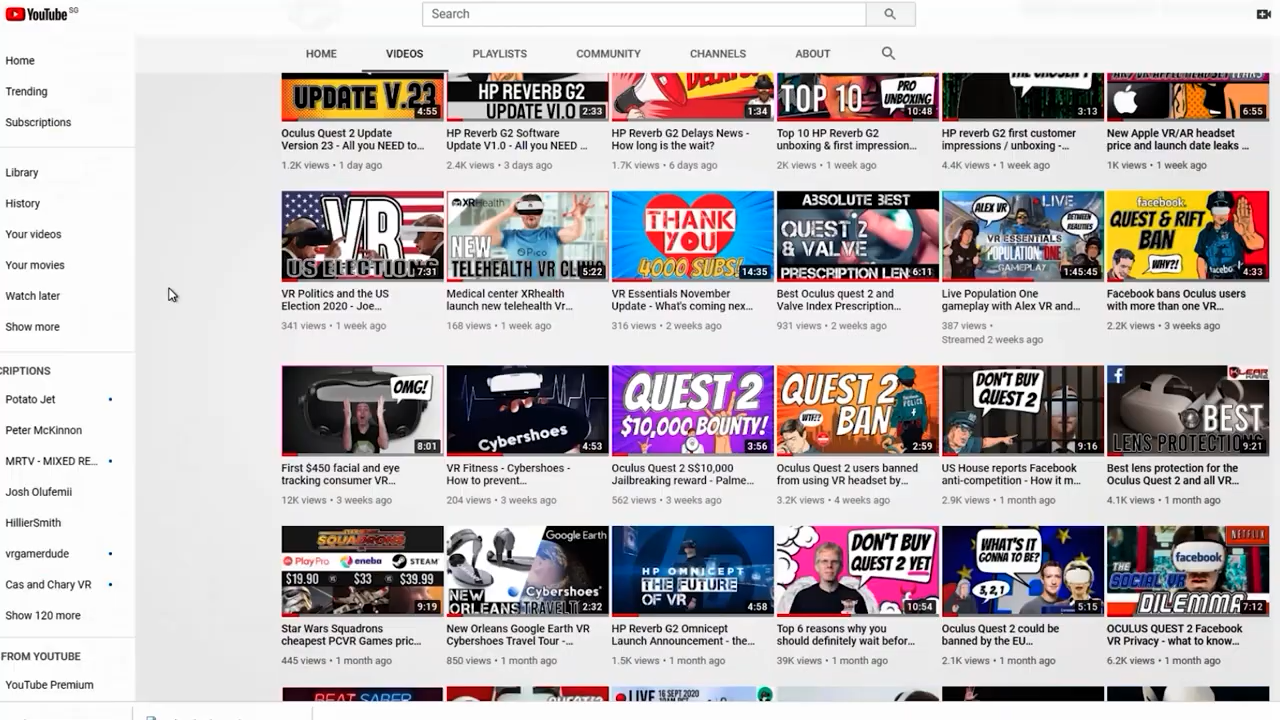 YouTube SG
Search
HOME VIDEOS PLAYLISTS COMMUNITY CHANNELS ABOUT
Home
Trending
Subscriptions
Library
History
Your videos
Your movies
Watch later
Show more
CRIPTIONS
Potato Jet
Peter McKinnon
MRTV - MIXED RE...
Josh Olufemii
HillierSmith
vrgamerdude
Cas and Chary VR
Show 120 more
FROM YOUTUBE
YouTube Premium
UPDATE V.23
4:55
Oculus Quest 2 Update
Version 23 - All you NEED to...
1.2K views • 1 day ago
HP REVERB G2
UPDATE V1.0
2:33
HP Reverb G2 Software
Update V1.0 - All you NEED ...
2.4K views • 3 days ago
1:34
HP Reverb G2 Delays News -
How long is the wait?
1.7K views • 6 days ago
TOP 10
PRO
UNBOXING
10:48
Top 10 HP Reverb G2
unboxing & first impression...
2K views • 1 week ago
3:13
HP reverb G2 first customer
impressions / unboxing -...
4.4K views • 1 week ago
6:55
New Apple VR/AR headset
price and launch date leaks ...
1K views • 1 week ago
VR
US ELECTION
7:31
VR Politics and the US
Election 2020 - Joe...
341 views • 1 week ago
XRHealth
Pico
NEW
TELEHEALTH VR
5:22
Medical center XRhealth
launch new telehealth Vr...
168 views • 1 week ago
THANK
YOU
4000 SUBS!
14:35
VR Essentials November
Update - What's coming nex...
316 views • 2 weeks ago
ABSOLUTE BEST
QUEST 2
& VALVE
PRESCRIPTION LEN
6:11
Best Oculus quest 2 and
Valve Index Prescription...
931 views • 2 weeks ago
ALEX VR
LIVE
BETWEEN
REALITIES
VR ESSENTIALS
POPULATION: ONE
GAMEPLAY
1:45:45
Live Population One
gameplay with Alex VR and...
387 views •
Streamed 2 weeks ago
facebook.
QUEST & RIFT
BAN
WHY?!
4:33
Facebook bans Oculus users
with more than one VR...
2.2K views • 3 weeks ago
OMG!
8:01
First $450 facial and eye
tracking consumer VR...
12K views • 3 weeks ago
Cybershoes
4:53
VR Fitness - Cybershoes -
How to prevent...
204 views • 3 weeks ago
QUEST 2
$10,000 BOUNTY!
3:56
Oculus Quest 2 S$10,000
Jailbreaking reward - Palme...
562 views • 3 weeks ago
QUEST 2
BAN
WTF!?
2:59
Oculus Quest 2 users banned
from using VR headset by...
3.2K views • 4 weeks ago
DON'T BUY
QUEST 2
9:16
US House reports Facebook
anti-competition - How it m...
2.9K views • 1 month ago
BEST
LENS PROTECTION
9:21
Best lens protection for the
Oculus Quest 2 and all VR...
4.1K views • 1 month ago
SQUADRONS
PlayPro eneba STEAM
$19.90 $33 $39.99
9:19
Star Wars Squadrons
cheapest PCVR Games pric...
445 views • 1 month ago
Google Earth
Cybershoes
NEW
ORLEANS TRAVEL
2:32
New Orleans Google Earth VR
Cybershoes Travel Tour -...
850 views • 1 month ago
HP OMNICEPT
THE FUTURE
OF VR
4:58
HP Reverb G2 Omnicept
Launch Announcement - the...
1.5K views • 1 month ago
DON'T BUY
QUEST 2 YET
10:54
Top 6 reasons why you
should definitely wait befor...
39K views • 1 month ago
WHAT'S IT
GONNA TO BE?
3, 2, 1
5:15
Oculus Quest 2 could be
banned by the EU...
2.1K views • 1 month ago
NETFLIX
facebook
THE
SOCIAL VR
DILEMMA
7:12
OCULUS QUEST 2 Facebook
VR Privacy - what to know...
6.2K views • 1 month ago
BEAT SABER
LIVE 16 SEPT 2020